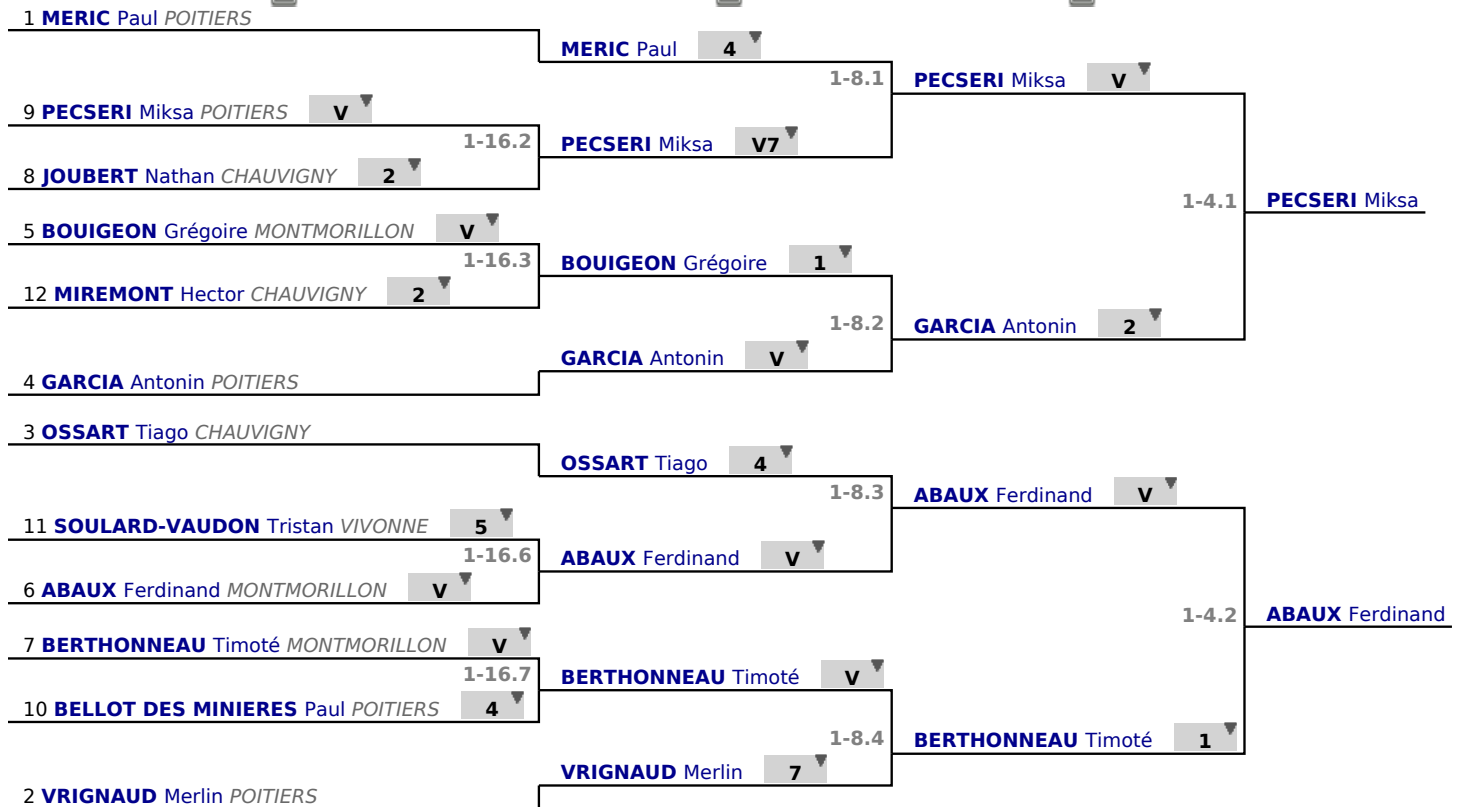 1 MERIC Paul POITIERS
MERIC Paul 4
1-8.1
PECSERI Miksa V
9 PECSERI Miksa POITIERS V
1-16.2
PECSERI Miksa V7
8 JOUBERT Nathan CHAUVIGNY 2
1-4.1
PECSERI Miksa
5 BOUIGEON Grégoire MONTMORILLON V
1-16.3
BOUIGEON Grégoire 1
12 MIREMONT Hector CHAUVIGNY 2
1-8.2
GARCIA Antonin 2
GARCIA Antonin V
4 GARCIA Antonin POITIERS
3 OSSART Tiago CHAUVIGNY
OSSART Tiago 4
1-8.3
ABAUX Ferdinand V
11 SOULARD-VAUDON Tristan VIVONNE 5
1-16.6
ABAUX Ferdinand V
6 ABAUX Ferdinand MONTMORILLON V
1-4.2
ABAUX Ferdinand
7 BERTHONNEAU Timoté MONTMORILLON V
1-16.7
BERTHONNEAU Timoté V
10 BELLOT DES MINIERES Paul POITIERS 4
1-8.4
BERTHONNEAU Timoté 1
VRIGNAUD Merlin 7
2 VRIGNAUD Merlin POITIERS